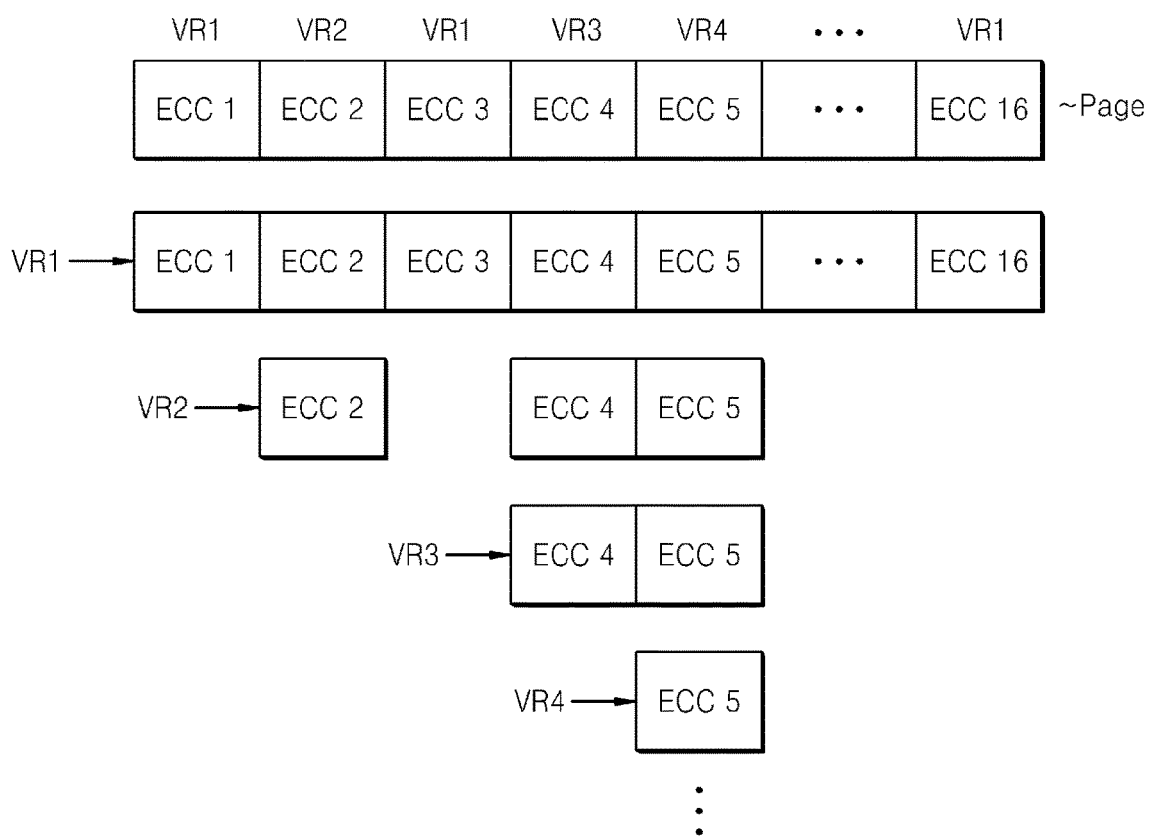 VR1 VR2 VR1 VR3 VR4 ... VR1
ECC 1 ECC 2 ECC 3 ECC 4 ECC 5 ... ECC 16 ~Page
VR1 ECC 1 ECC 2 ECC 3 ECC 4 ECC 5 ... ECC 16
VR2 ECC 2 ECC 4 ECC 5
VR3 ECC 4 ECC 5
VR4 ECC 5